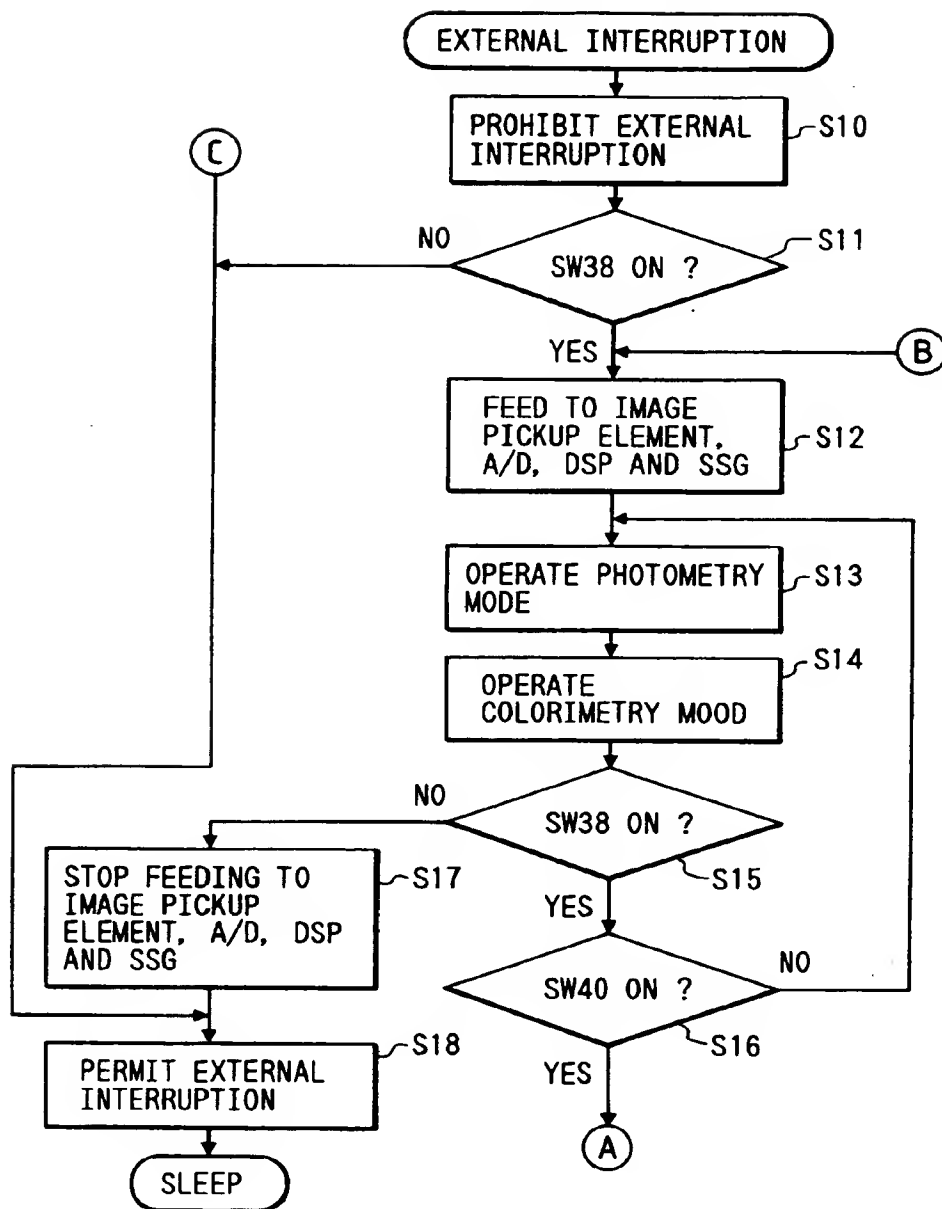 EXTERNAL INTERRUPTION
PROHIBIT EXTERNAL
INTERRUPTION
S10
C
NO
SW38 ON ?
S11
YES
B
FEED TO IMAGE
PICKUP ELEMENT.
A/D, DSP AND SSG
S12
OPERATE PHOTOMETRY
MODE
S13
S14
OPERATE
COLORIMETRY MOOD
NO
SW38 ON ?
S15
STOP FEEDING TO
IMAGE PICKUP
ELEMENT, A/D, DSP
AND SSG
S17
YES
NO
SW40 ON ?
S16
S18
PERMIT EXTERNAL
INTERRUPTION
YES
A
SLEEP